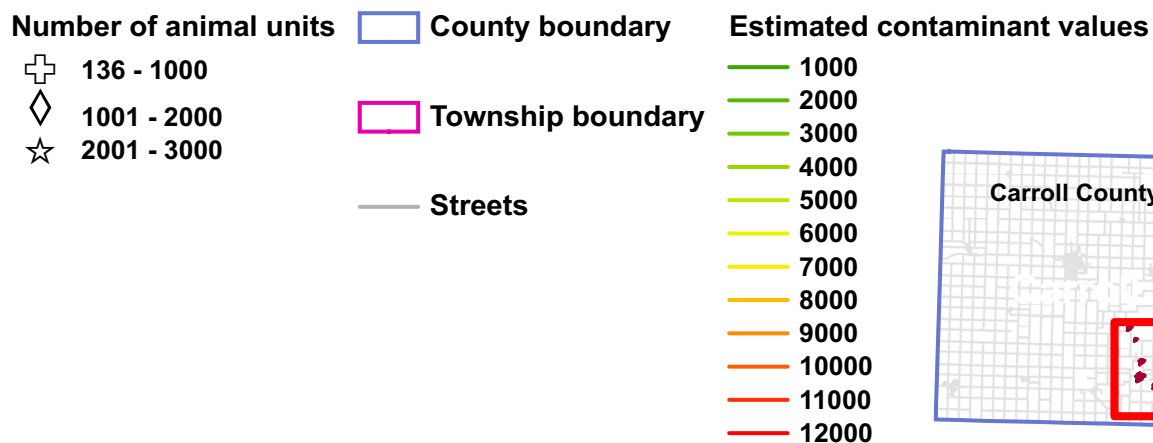 Number of animal units
136 - 1000
1001 - 2000
2001 - 3000
County boundary
Township boundary
Streets
Estimated contaminant values
1000
2000
3000
4000
5000
6000
7000
8000
9000
10000
11000
12000
Carroll County
Carroll